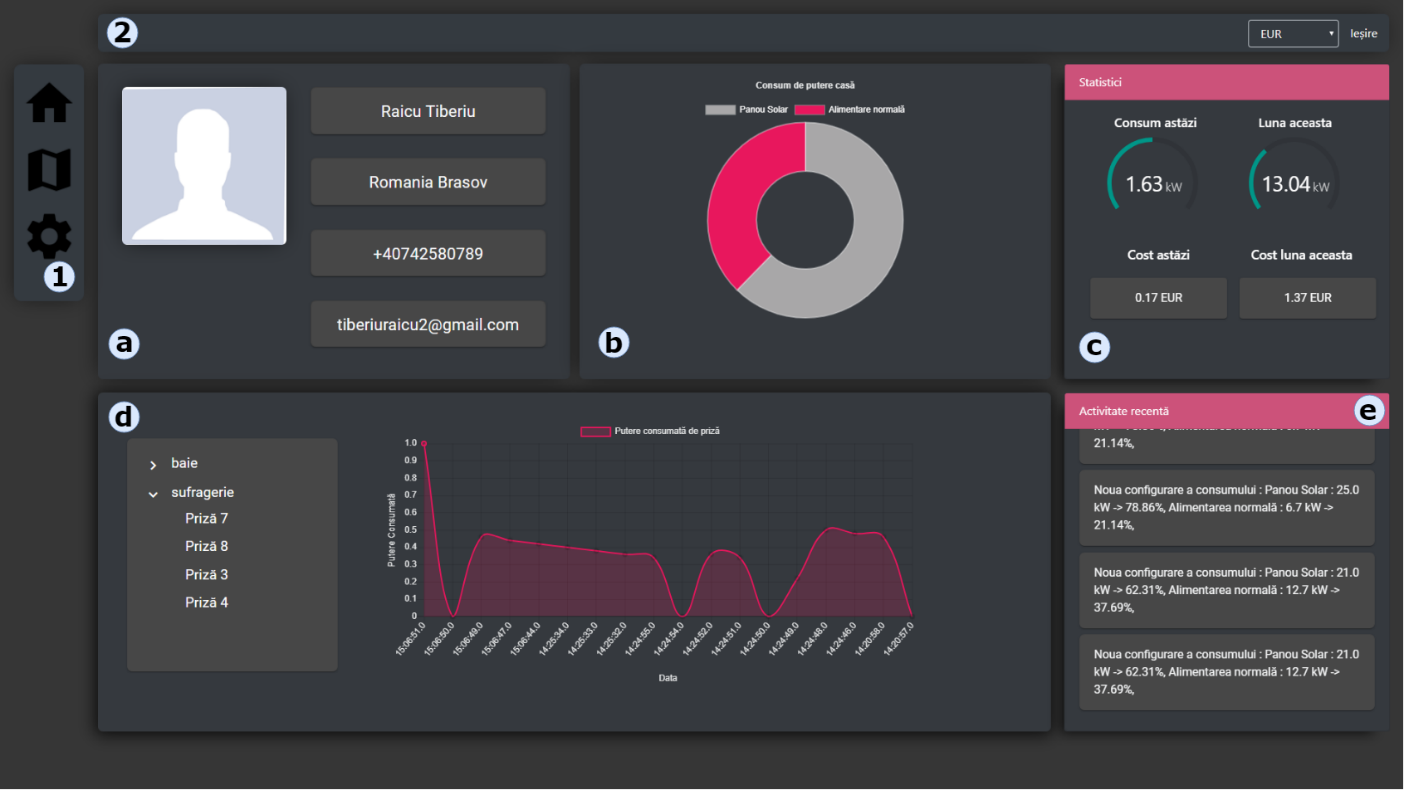 2
EUR
Ieșire
1
Raicu Tiberiu
Romania Brasov
+40742580789
tiberiuraicu2@gmail.com
a
Consum de putere casă
Panou Solar
Alimentare normală
b
Statistici
Consum astăzi
Luna aceasta
1.63 kW
13.04 kW
Cost astăzi
Cost luna aceasta
0.17 EUR
1.37 EUR
c
d
baie
sufragerie
Priză 7
Priză 8
Priză 3
Priză 4
Putere consumată de priză
Putere Consumată
1.0
0.9
0.8
0.7
0.6
0.5
0.4
0.3
0.2
0.1
0
15:06:51.0
15:06:50.0
15:06:49.0
15:06:47.0
15:06:44.0
14:25:34.0
14:25:33.0
14:25:32.0
14:24:55.0
14:24:54.0
14:24:52.0
14:24:51.0
14:24:50.0
14:24:49.0
14:24:48.0
14:24:46.0
14:20:58.0
14:20:57.0
Data
Activitate recentă
e
21.14%,
Noua configurare a consumului : Panou Solar : 25.0
kW -> 78.86%, Alimentarea normală : 6.7 kW ->
21.14%,
Noua configurare a consumului : Panou Solar : 21.0
kW -> 62.31%, Alimentarea normală : 12.7 kW ->
37.69%,
Noua configurare a consumului : Panou Solar : 21.0
kW -> 62.31%, Alimentarea normală : 12.7 kW ->
37.69%,